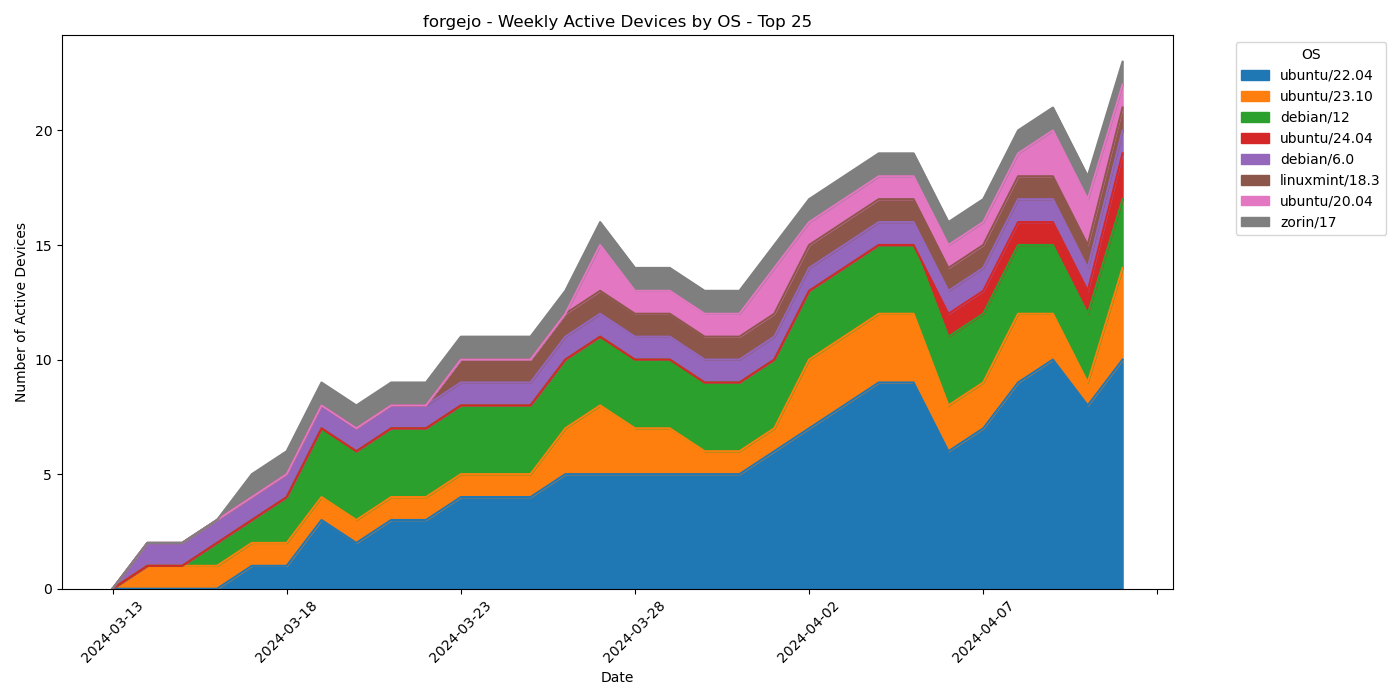 forgejo - Weekly Active Devices by OS - Top 25
Number of Active Devices
20
15
10
5
0
2024-03-13
2024-03-18
2024-03-23
2024-03-28
2024-04-02
2024-04-07
Date
OS
ubuntu/22.04
ubuntu/23.10
debian/12
ubuntu/24.04
debian/6.0
linuxmint/18.3
ubuntu/20.04
zorin/17